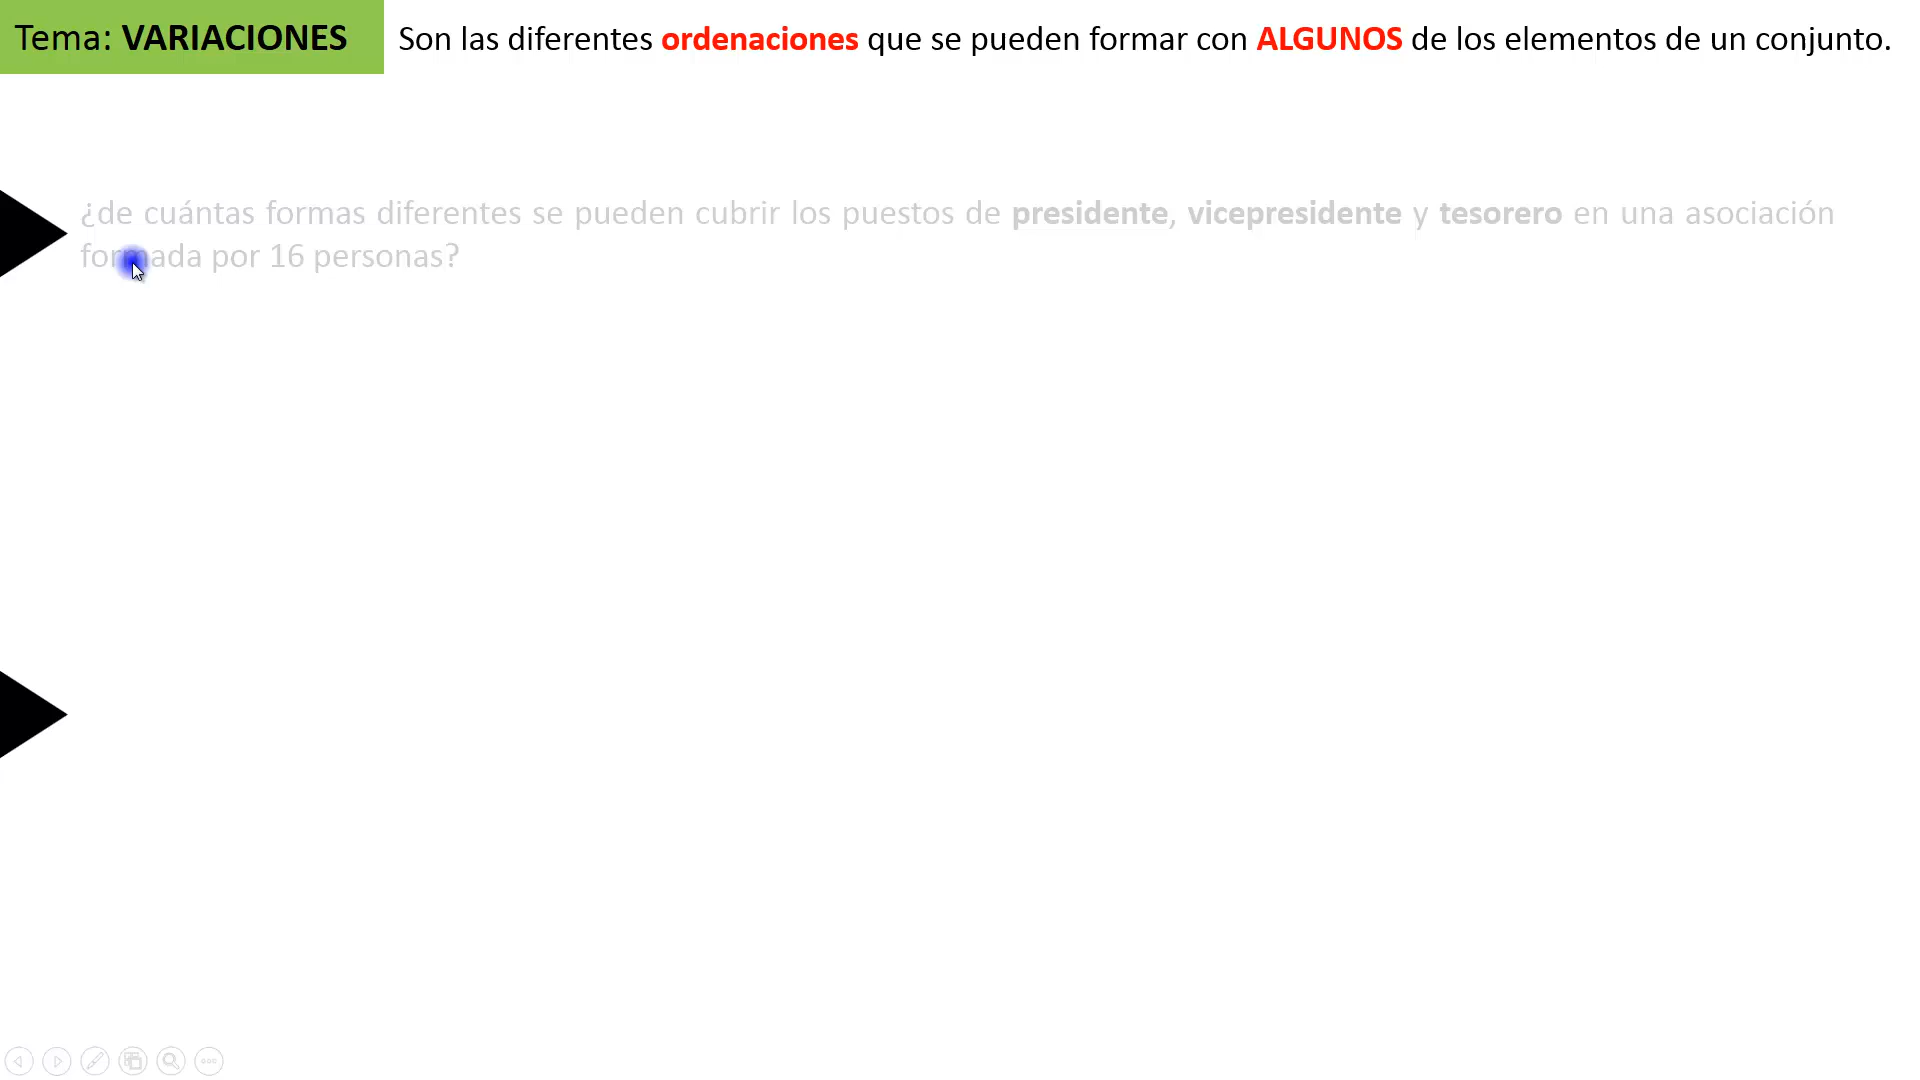 Tema: VARIACIONES
Son las diferentes ordenaciones que se pueden formar con ALGUNOS de los elementos de un conjunto.
¿de cuántas formas diferentes se pueden cubrir los puestos de presidente, vicepresidente y tesorero en una asociación
formada por 16 personas?